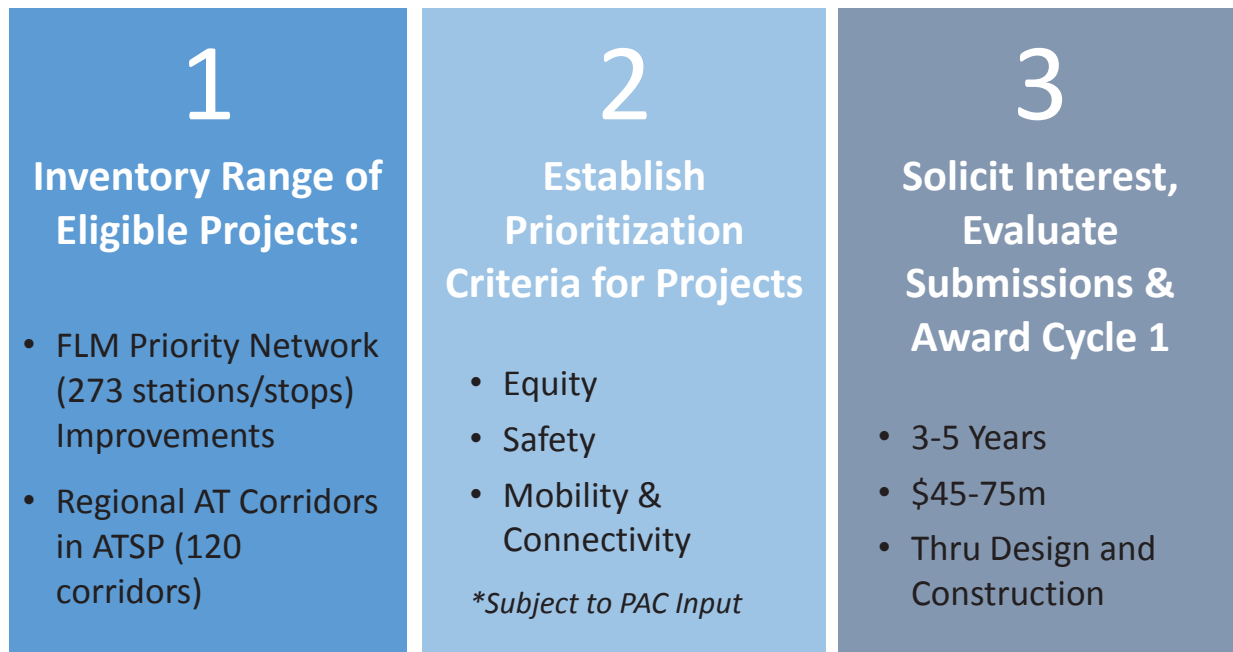 1
Inventory Range of
Eligible Projects:
• FLM Priority Network
(273 stations/stops)
Improvements
• Regional AT Corridors
in ATSP (120
corridors)
2
Establish
Prioritization
Criteria for Projects
• Equity
• Safety
• Mobility &
Connectivity
*Subject to PAC Input
3
Solicit Interest,
Evaluate
Submissions &
Award Cycle 1
• 3-5 Years
• $45-75m
• Thru Design and
Construction